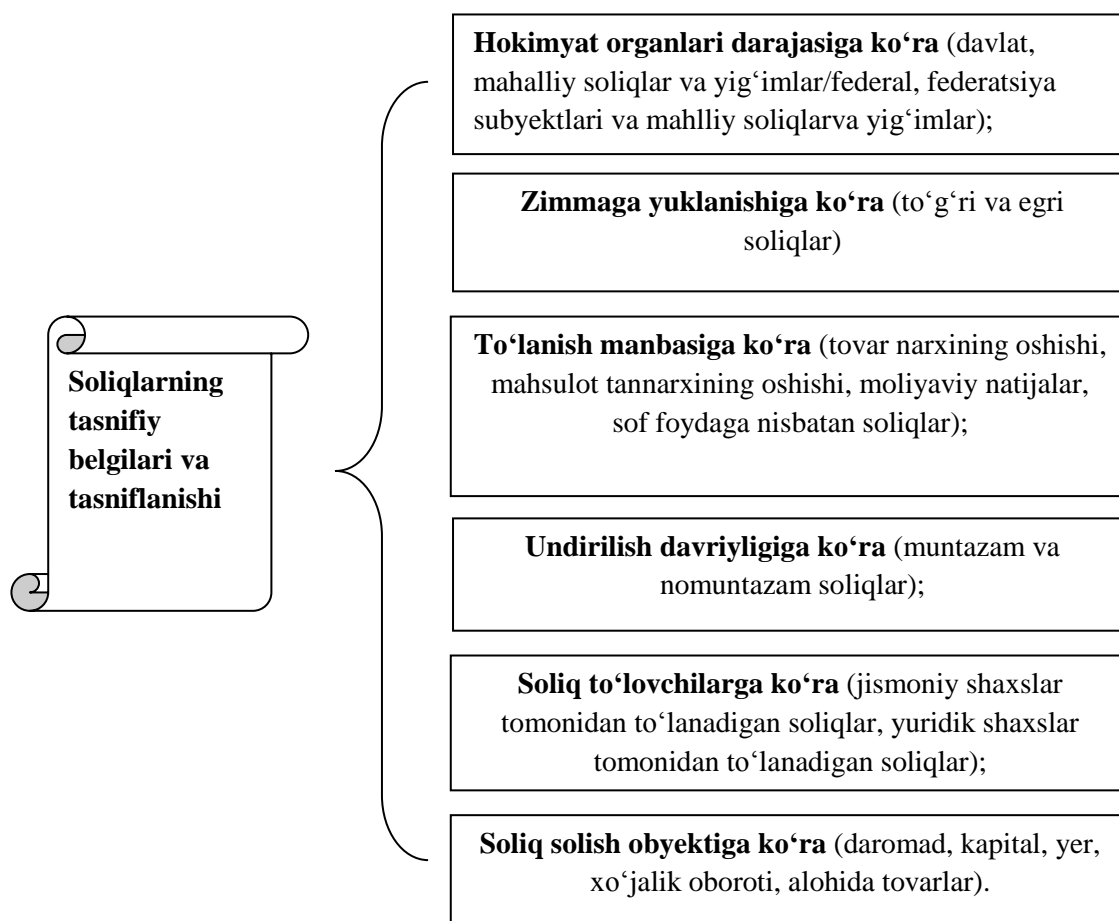 Soliqlarning
tasnifiy
belgilari va
tasniflanishi
Hokimyat organlari darajasiga ko‘ra (davlat,
mahalliy soliqlar va yig‘imlar/federal, federatsiya
subyektlari va mahlliy soliqlarva yig‘imlar);
Zimmaga yuklanishiga ko‘ra (to‘g‘ri va egri
soliqlar)
To‘lanish manbasiga ko‘ra (tovar narxining oshishi,
mahsulot tannarxining oshishi, moliyaviy natijalar,
sof foydaga nisbatan soliqlar);
Undirilish davriyligiga ko‘ra (muntazam va
nomuntazam soliqlar);
Soliq to‘lovchilarga ko‘ra (jismoniy shaxslar
tomonidan to‘lanadigan soliqlar, yuridik shaxslar
tomonidan to‘lanadigan soliqlar);
Soliq solish obyektiga ko‘ra (daromad, kapital, yer,
xo‘jalik oboroti, alohida tovarlar).